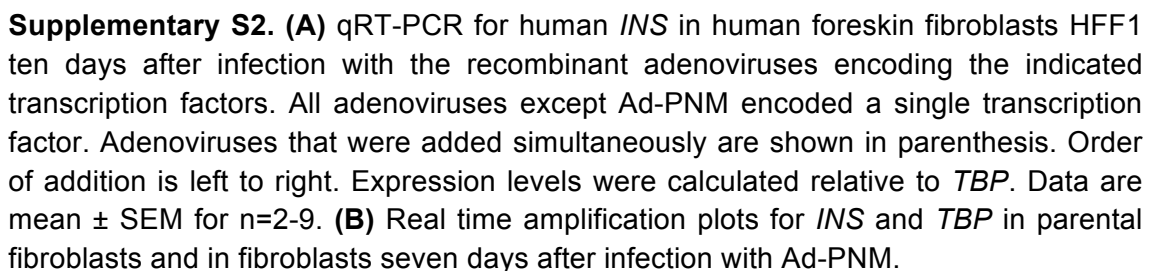 Supplementary S2. (A) qRT-PCR for human INS in human foreskin fibroblasts HFF1
ten days after infection with the recombinant adenoviruses encoding the indicated
transcription factors. All adenoviruses except Ad-PNM encoded a single transcription
factor. Adenoviruses that were added simultaneously are shown in parenthesis. Order
of addition is left to right. Expression levels were calculated relative to TBP. Data are
mean ± SEM for n=2-9. (B) Real time amplification plots for INS and TBP in parental
fibroblasts and in fibroblasts seven days after infection with Ad-PNM.